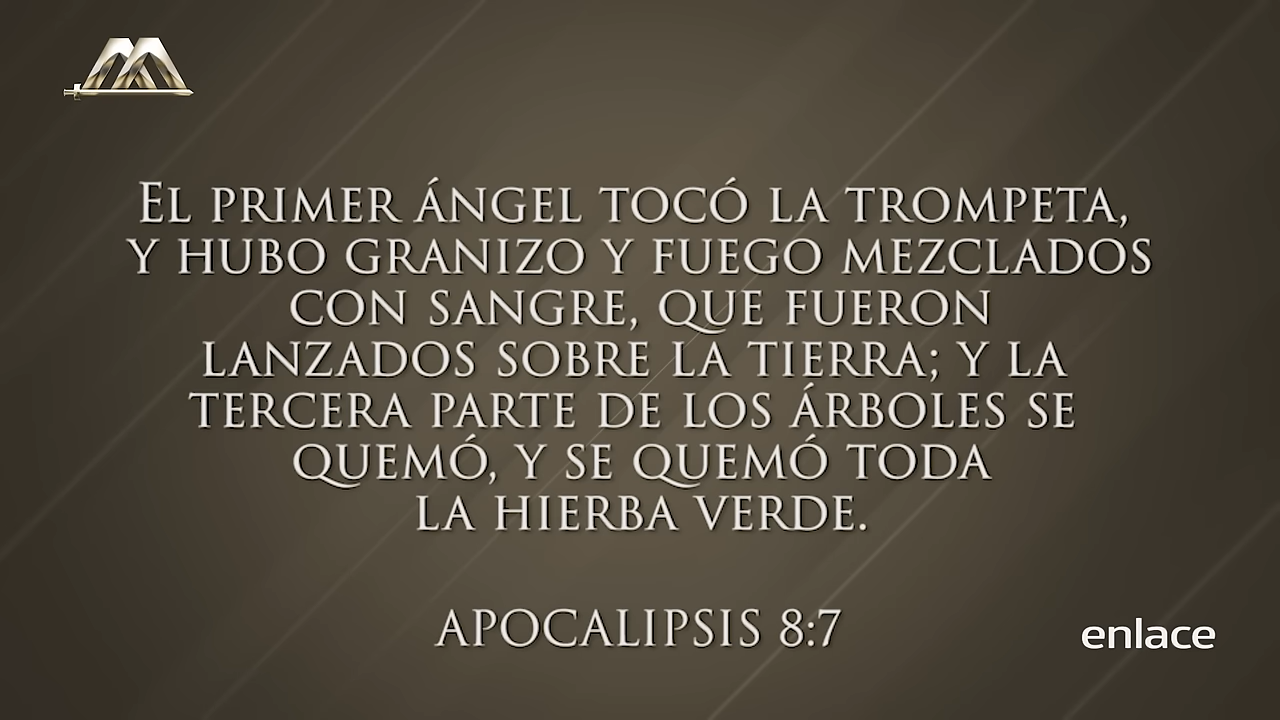 El primer ángel tocó la trompeta,
y hubo granizo y fuego mezclados
con sangre, que fueron
lanzados sobre la tierra; y la
tercera parte de los árboles se
quemó, y se quemó toda
la hierba verde.
APOCALIPSIS 8:7
enlace